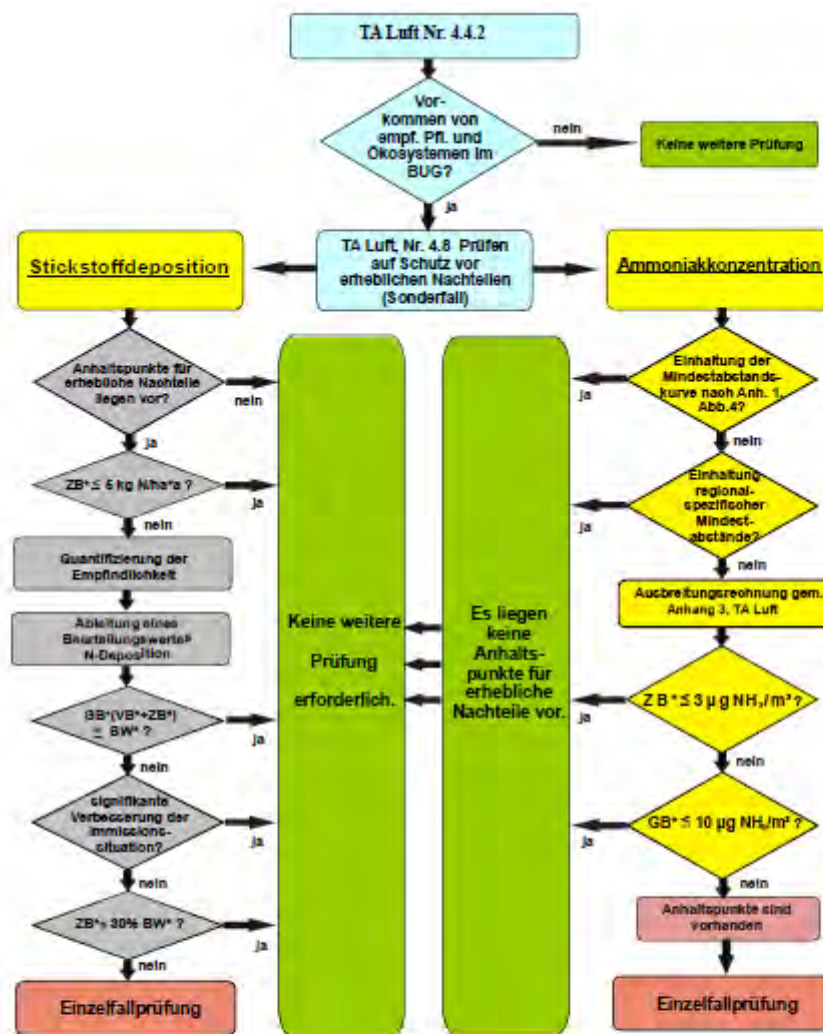 TA Luft Nr. 4.4.2
Vor-
kommen von
empf. Pfl. und
Ökosystemen im
BUG?
nein
Keine weitere Prüfung
ja
TA Luft, Nr. 4.8 Prüfen
auf Schutz vor
erheblichen Nachteilen
(Sonderfall)
Stickstoffdeposition
Anhaltspunkte für
erhebliche Nachteile
liegen vor?
nein
ja
ZB* ≤ 5 kg N/ha*a ?
ja
nein
Quantifizierung der
Empfindlichkeit
Ableitung eines
Beurteilungswertes
N-Deposition
GB*(VB*+ZB*)
≤ BW* ?
ja
nein
signifikante
Verbesserung der
Immissions-
situation?
ja
nein
ZB* 30% BW* ?
ja
nein
Einzelfallprüfung
Keine weitere
Prüfung
erforderlich.
Es liegen
keine
Anhalts-
punkte für
erhebliche
Nachteile vor.
Ammoniakkonzentration
Einhaltung der
Mindestabstands-
kurve nach Anh. 1,
Abb.4?
ja
nein
Einhaltung
regional-
spezifischer
Mindest-
abstände?
ja
nein
Ausbreitungsrechnung gem.
Anhang 3, TA Luft
ZB* ≤ 3 µg NH₃/m³ ?
ja
nein
GB* ≤ 10 µg NH₃/m³ ?
ja
nein
Anhaltspunkte sind
vorhanden
Einzelfallprüfung